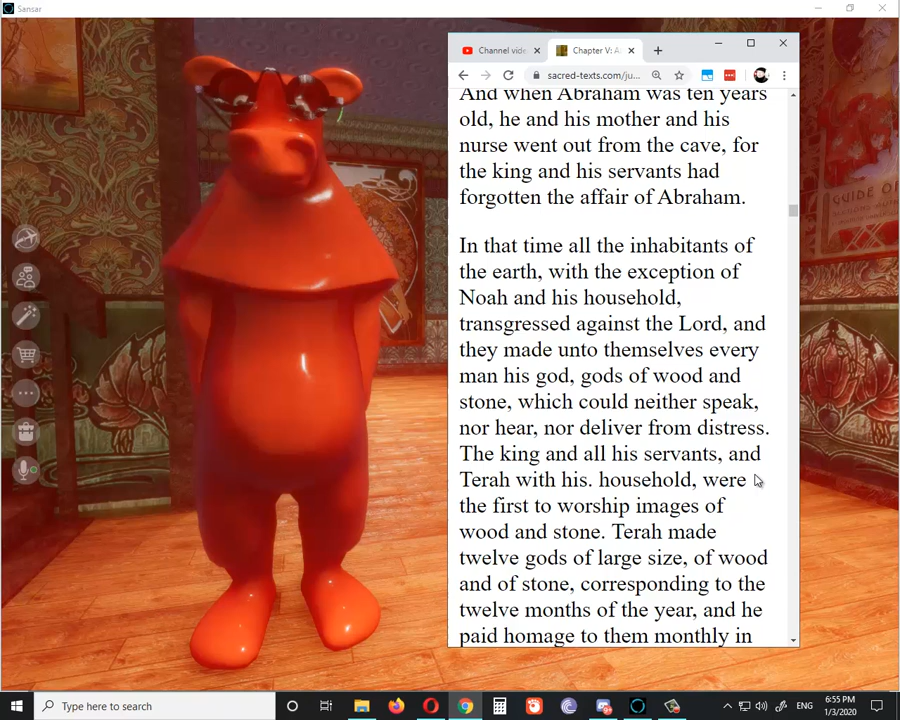 Sansar
Channel vide
Chapter V: A
sacred-texts.com/ju...
And when Abraham was ten years
old, he and his mother and his
nurse went out from the cave, for
the king and his servants had
forgotten the affair of Abraham.
In that time all the inhabitants of
the earth, with the exception of
Noah and his household,
transgressed against the Lord, and
they made unto themselves every
man his god, gods of wood and
stone, which could neither speak,
nor hear, nor deliver from distress.
The king and all his servants, and
Terah with his. household, were
the first to worship images of
wood and stone. Terah made
twelve gods of large size, of wood
and of stone, corresponding to the
twelve months of the year, and he
paid homage to them monthly in
GUIDE OF
Type here to search
ENG
6:55 PM
1/3/2020